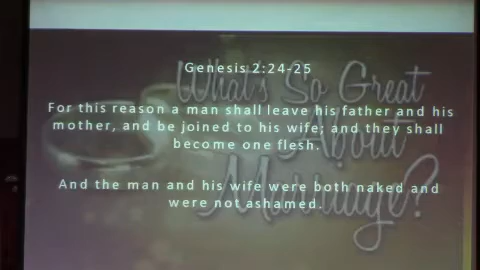 Genesis 2:24-25
What's So Great
About
Marriage?
For this reason a man shall leave his father and his
mother, and be joined to his wife; and they shall
become one flesh.
And the man and his wife were both naked and
were not ashamed.